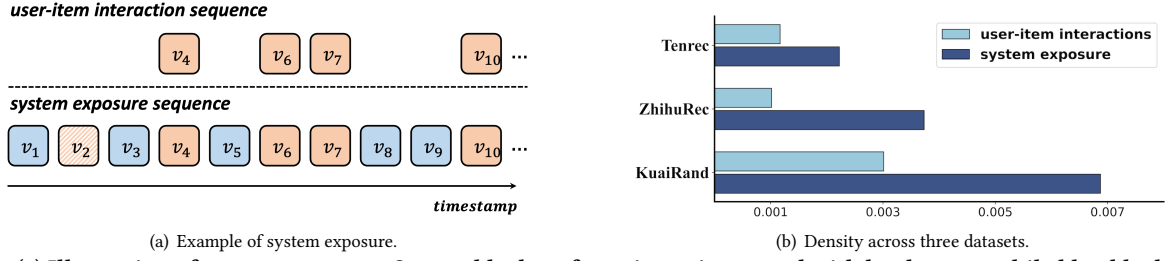 user-item interaction sequence
v4 v6 v7 v10 ...
system exposure sequence
v1 v2 v3 v4 v5 v6 v7 v8 v9 v10 ...
timestamp
(a) Example of system exposure.
user-item interactions
system exposure
Tenrec
ZhihuRec
KuaiRand
0.001 0.003 0.005 0.007
(b) Density across three datasets.